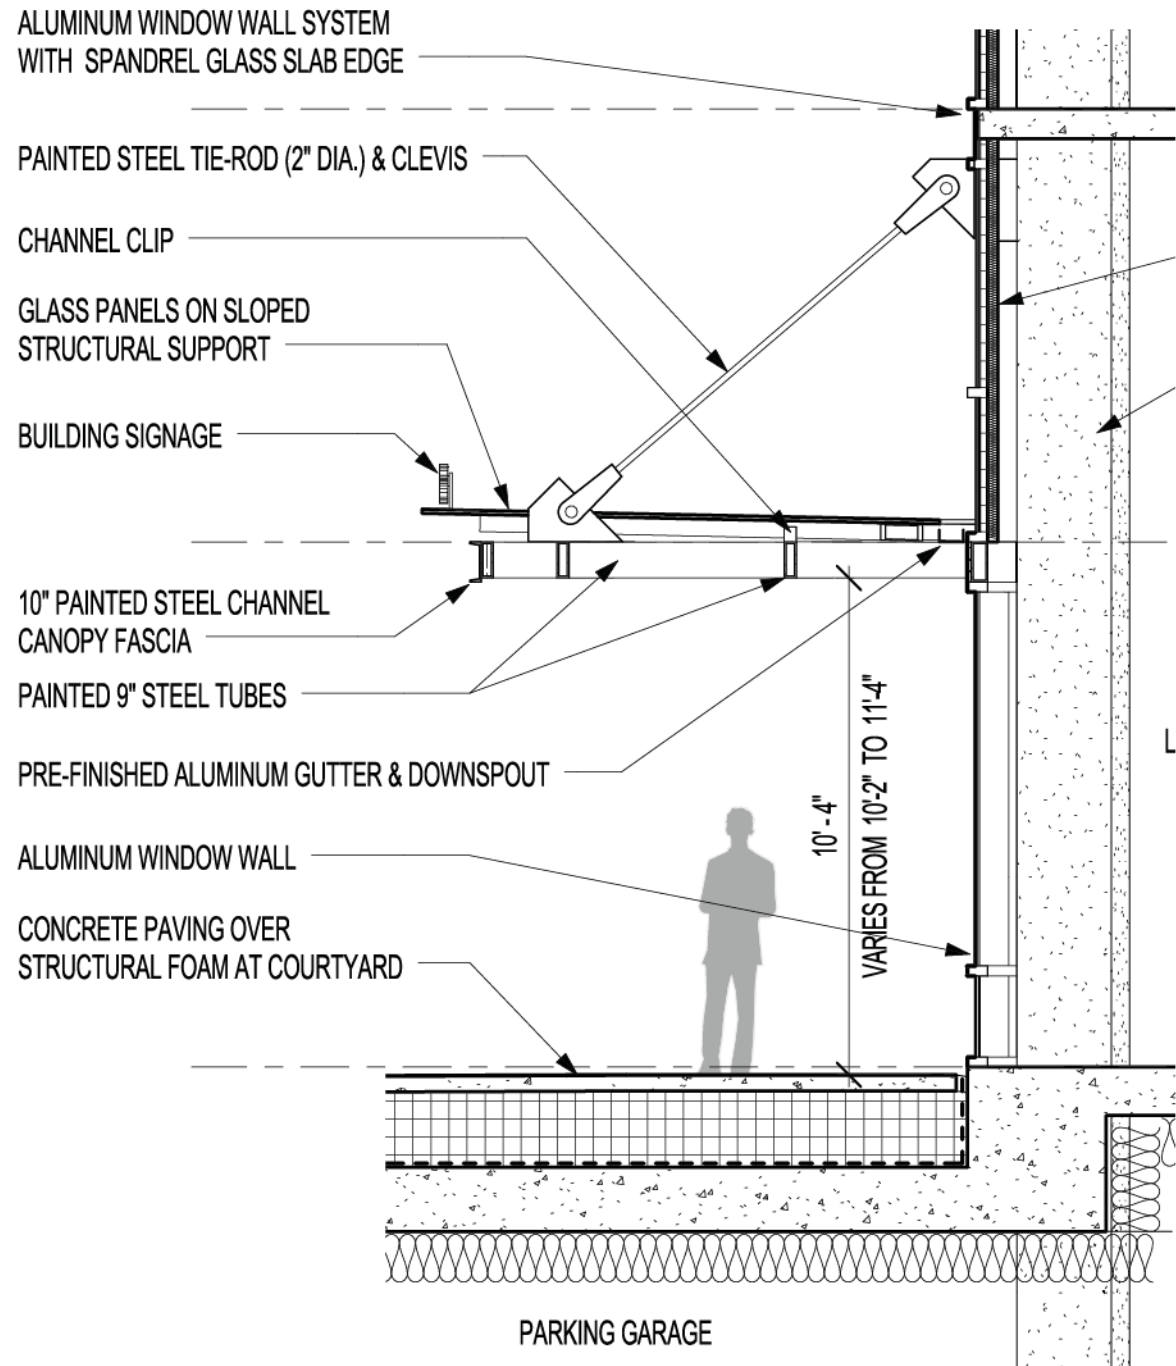 ALUMINUM WINDOW WALL SYSTEM
WITH SPANDREL GLASS SLAB EDGE
PAINTED STEEL TIE-ROD (2" DIA.) & CLEVIS
CHANNEL CLIP
GLASS PANELS ON SLOPED
STRUCTURAL SUPPORT
BUILDING SIGNAGE
10" PAINTED STEEL CHANNEL
CANOPY FASCIA
PAINTED 9" STEEL TUBES
PRE-FINISHED ALUMINUM GUTTER & DOWNSPOUT
ALUMINUM WINDOW WALL
CONCRETE PAVING OVER
STRUCTURAL FOAM AT COURTYARD
10' - 4"
VARIES FROM 10'-2" TO 11'-4"
L
PARKING GARAGE